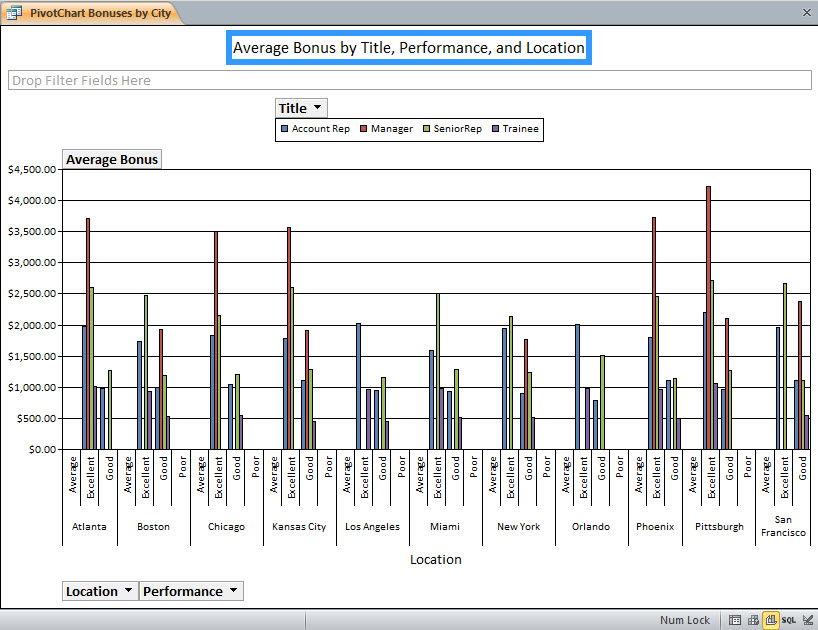 PivotChart Bonuses by City
Average Bonus by Title, Performance, and Location
Drop Filter Fields Here
Title
Account Rep Manager SeniorRep Trainee
Average Bonus
$4,500.00
$4,000.00
$3,500.00
$3,000.00
$2,500.00
$2,000.00
$1,500.00
$1,000.00
$500.00
$0.00
Average Excellent Good Average Excellent Good Poor Average Excellent Good Poor Average Excellent Good Poor Average Excellent Good Poor Average Excellent Good Poor Average Excellent Good Poor Average Excellent Good Poor Average Excellent Good Average Excellent Good Poor Average Excellent Good
Atlanta Boston Chicago Kansas City Los Angeles Miami New York Orlando Phoenix Pittsburgh San
Francisco
Location
Location Performance
Num Lock SQL